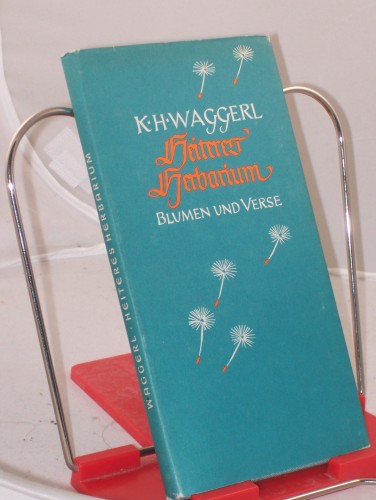 K·H·WAGGERL
Heiteres
Herbarium
BLUMEN UND VERSE
WAGGERL · HEITERES HERBARIUM